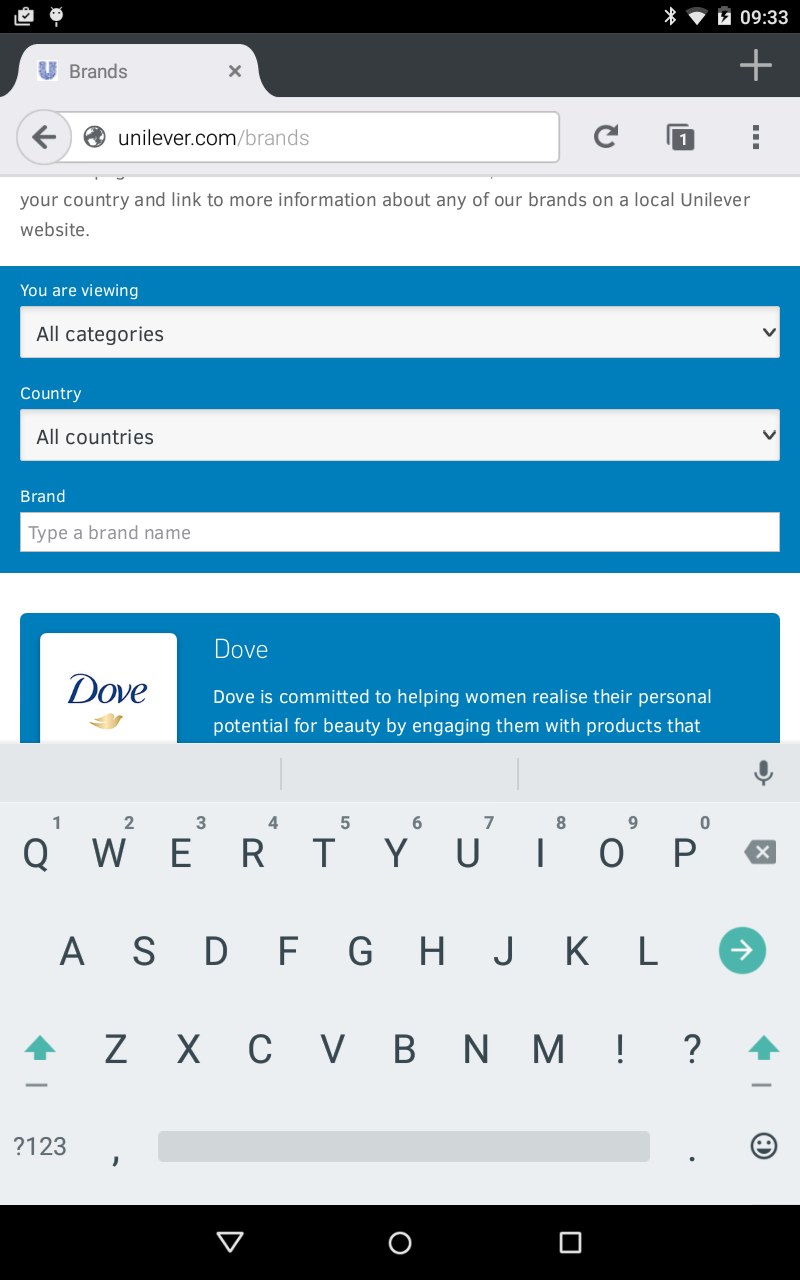 09:33
Brands
unilever.com/brands
1
your country and link to more information about any of our brands on a local Unilever
website.
You are viewing
All categories
Country
All countries
Brand
Type a brand name
Dove
Dove
Dove is committed to helping women realise their personal
potential for beauty by engaging them with products that
1 2 3 4 5 6 7 8 9 0
Q W E R T Y U I O P
A S D F G H J K L
Z X C V B N M ! ?
?123 , .